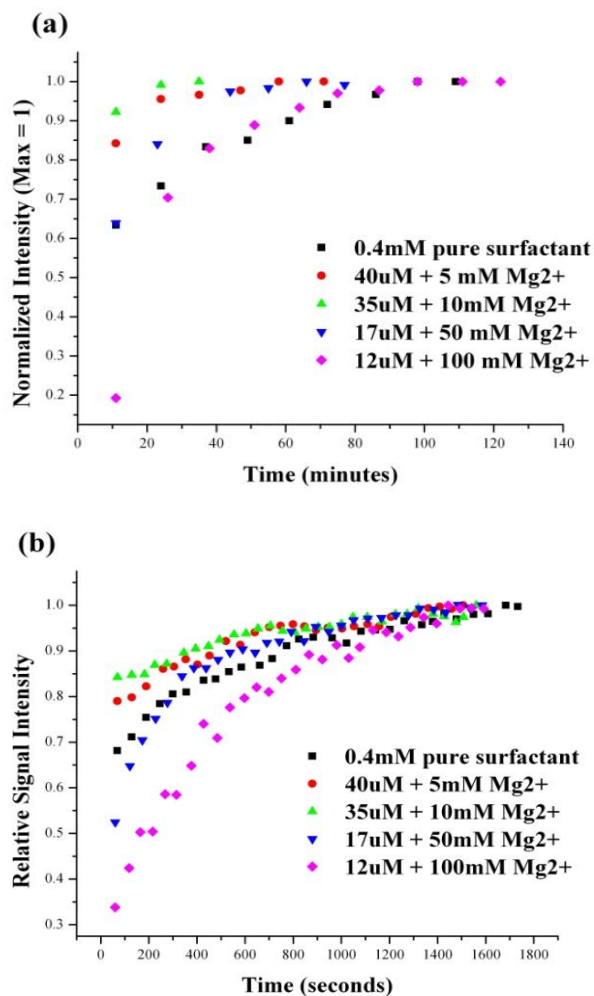 (a)
Normalized Intensity (Max = 1)
1.0
0.9
0.8
0.7
0.6
0.5
0.4
0.3
0.2
0.4mM pure surfactant
40uM + 5 mM Mg2+
35uM + 10mM Mg2+
17uM + 50 mM Mg2+
12uM + 100 mM Mg2+
0 20 40 60 80 100 120 140
Time (minutes)
(b)
Relative Signal Intensity
1.0
0.9
0.8
0.7
0.6
0.5
0.4
0.3
0.4mM pure surfactant
40uM + 5mM Mg2+
35uM + 10mM Mg2+
17uM + 50mM Mg2+
12uM + 100mM Mg2+
0 200 400 600 800 1000 1200 1400 1600 1800
Time (seconds)